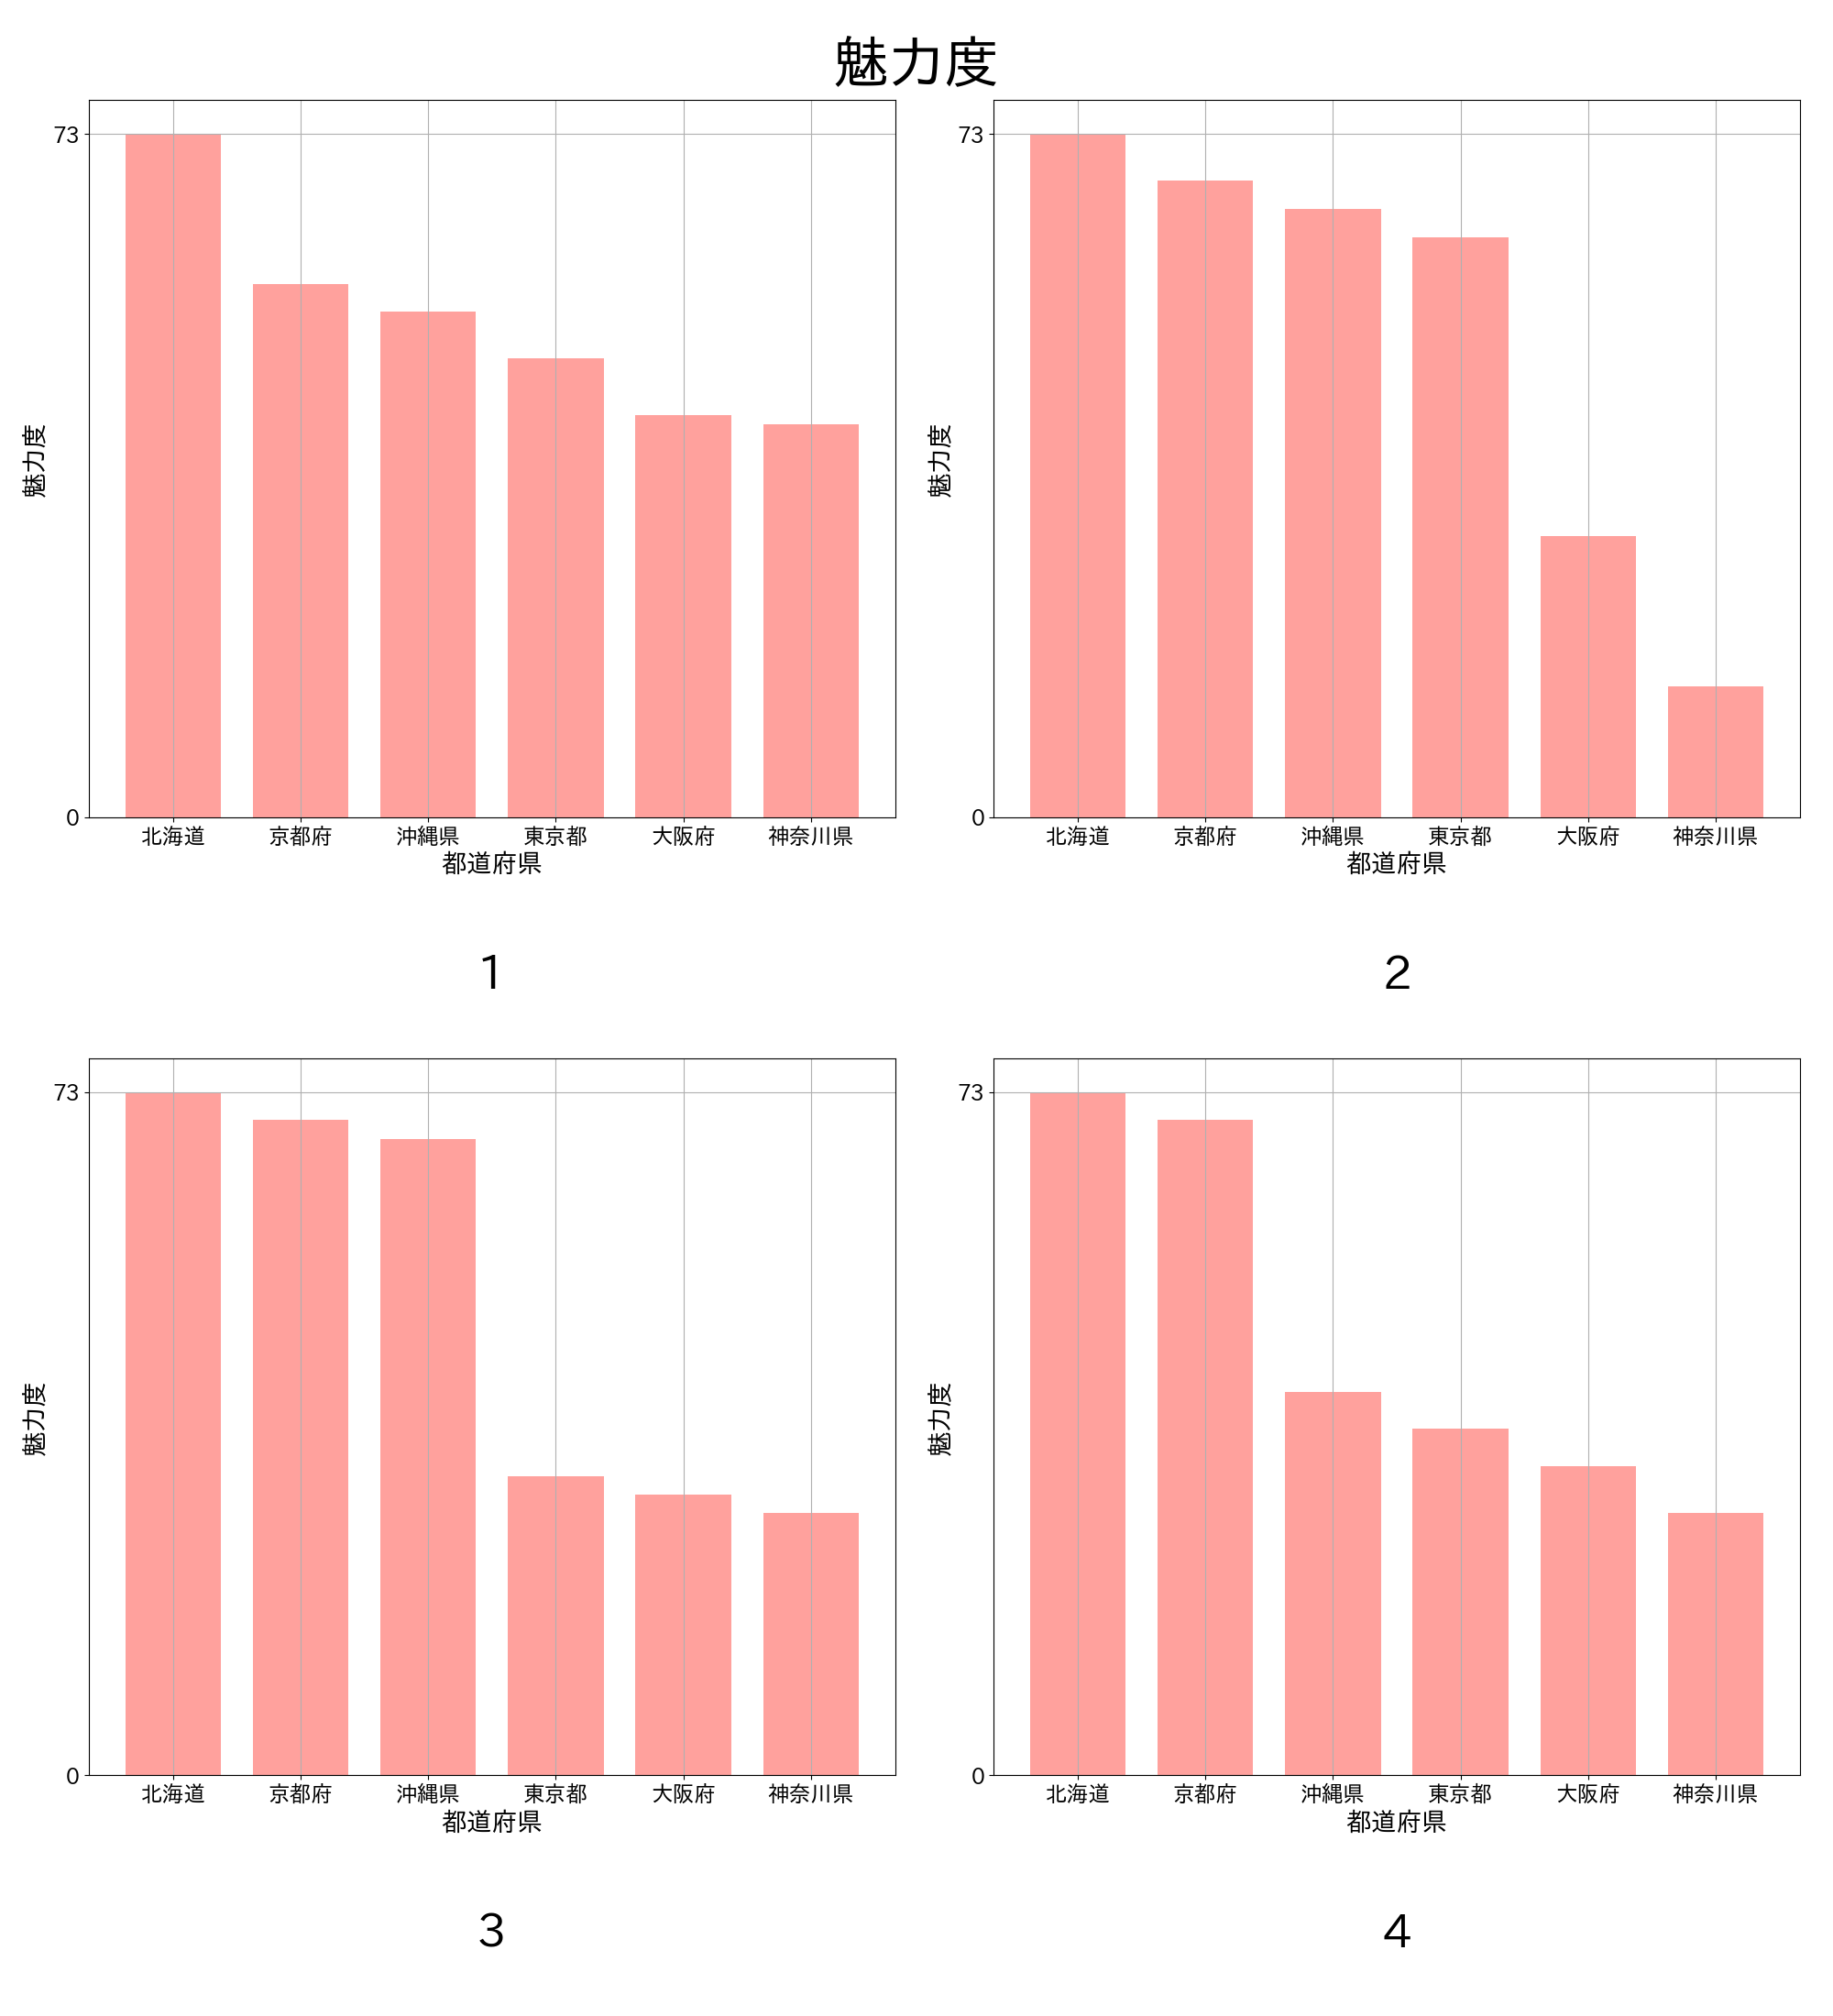 魅力度
魅力度
73
0
北海道 京都府 沖縄県 東京都 大阪府 神奈川県
都道府県
1
魅力度
73
0
北海道 京都府 沖縄県 東京都 大阪府 神奈川県
都道府県
2
魅力度
73
0
北海道 京都府 沖縄県 東京都 大阪府 神奈川県
都道府県
3
魅力度
73
0
北海道 京都府 沖縄県 東京都 大阪府 神奈川県
都道府県
4